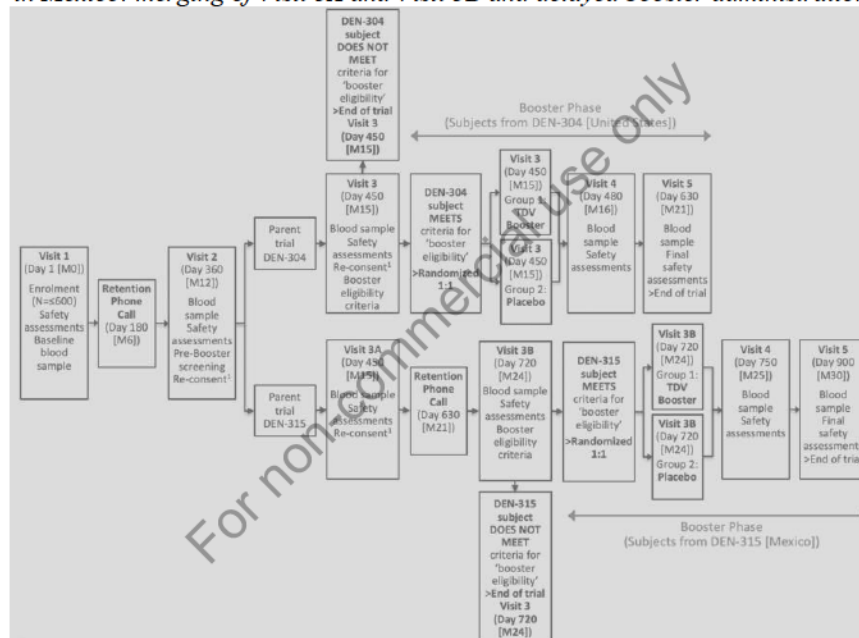 in Mexico: merging of Visit 3A and Visit 3B and delayed booster administration
DEN-304
subject
DOES NOT
MEET
criteria for
'booster
eligibility'
>End of trial
Visit 3
(Day 450
[M15])
Booster Phase
(Subjects from DEN-304 [United States])
Visit 1
(Day 1 [M0])
Enrolment
(N=≤600)
Safety
assessments
Baseline
blood
sample
Retention
Phone
Call
(Day 180
[M6])
Visit 2
(Day 360
[M12])
Blood
sample
Safety
assessments
Pre-Booster
screening
Re-consent¹
Parent
trial
DEN-304
Visit 3
(Day 450
[M15])
Blood sample
Safety
assessments
Re-consent¹
Booster
eligibility
criteria
DEN-304
subject
MEETS
criteria for
'booster
eligibility'
>Randomized
1:1
Visit 3
(Day 450
[M15])
Group 1:
TDV
Booster
Visit 3
(Day 450
[M15])
Group 2:
Placebo
Visit 4
(Day 480
[M16])
Blood
sample
Safety
assessments
Visit 5
(Day 630
[M21])
Blood
sample
Final
safety
assessments
>End of trial
Parent
trial
DEN-315
Visit 3A
(Day 450
[M15])
Blood sample
Safety
assessments
Re-consent¹
Retention
Phone
Call
(Day 630
[M21])
Visit 3B
(Day 720
[M24])
Blood sample
Safety
assessments
Booster
eligibility
criteria
DEN-315
subject
MEETS
criteria for
'booster
eligibility'
>Randomized
1:1
Visit 3B
(Day 720
[M24])
Group 1:
TDV
Booster
Visit 3B
(Day 720
[M24])
Group 2:
Placebo
Visit 4
(Day 750
[M25])
Blood
sample
Safety
assessments
Visit 5
(Day 900
[M30])
Blood
sample
Final
safety
assessment
>End of tria
DEN-315
subject
DOES NOT
MEET
criteria for
'booster
eligibility'
>End of trial
Visit 3
(Day 720
[M24])
Booster Phase
(Subjects from DEN-315 [Mexico])
For non-commercial use only